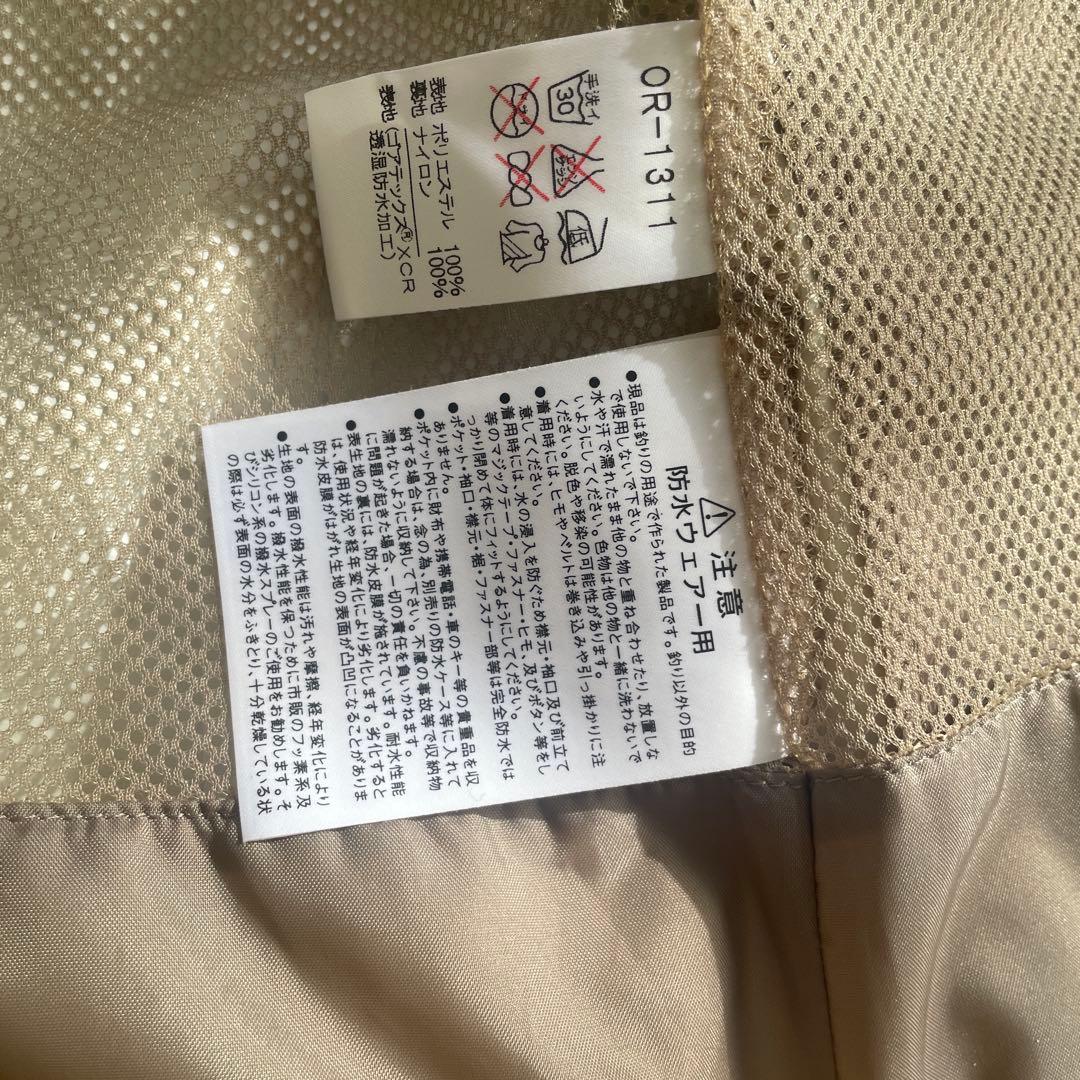 OR-1311
手洗イ
30
エンソ
サラシ
低
ドライ
表地 ポリエステル 100%
裏地 ナイロン 100%
表地 (ゴアテックス®XCR
透湿防水加工)
注意
防水ウエアー用
●現品は釣りの用途で作られた製品です。釣り以外の目的
で使用しないで下さい。
●水や汗で濡れたまま他の物と重ね合わせたり、放置しな
いようにしてください。色物は他の物と一緒に洗わないで
ください。脱色や移染の可能性があります。
●着用時には、ヒモやベルトは巻き込みや引っ掛かりに注
意してください。
●着用時には、水の浸入を防ぐため襟元・袖口及び前立て
等のマジックテープ・ファスナー・ヒモ、及びボタン等をし
っかり閉めて体にフィットするようにしてください。
●ポケット・袖口・襟元・裾・ファスナー部等は完全防水では
ありません。
●ポケット内に財布や携帯電話・車のキー等の貴重品を収
納する場合は、念の為、別売りの防水ケース等に入れて
濡れないように収納して下さい。不慮の事故等で収納物
に問題が起きた場合、一切の責任を負いかねます。
●表生地の裏には、防水皮膜が施されています。耐水性能
は、使用状況や経年変化により劣化します。劣化すると
防水皮膜がはがれ生地の表面が凸凹になることがありま
す。
●生地の表面の撥水性能は汚れや摩擦、経年変化により
劣化します。撥水性能を保つために市販のフッ素系及
びシリコン系の撥水スプレーのご使用をお勧めします。そ
の際は必ず表面の水分をふきとり、十分乾燥している状